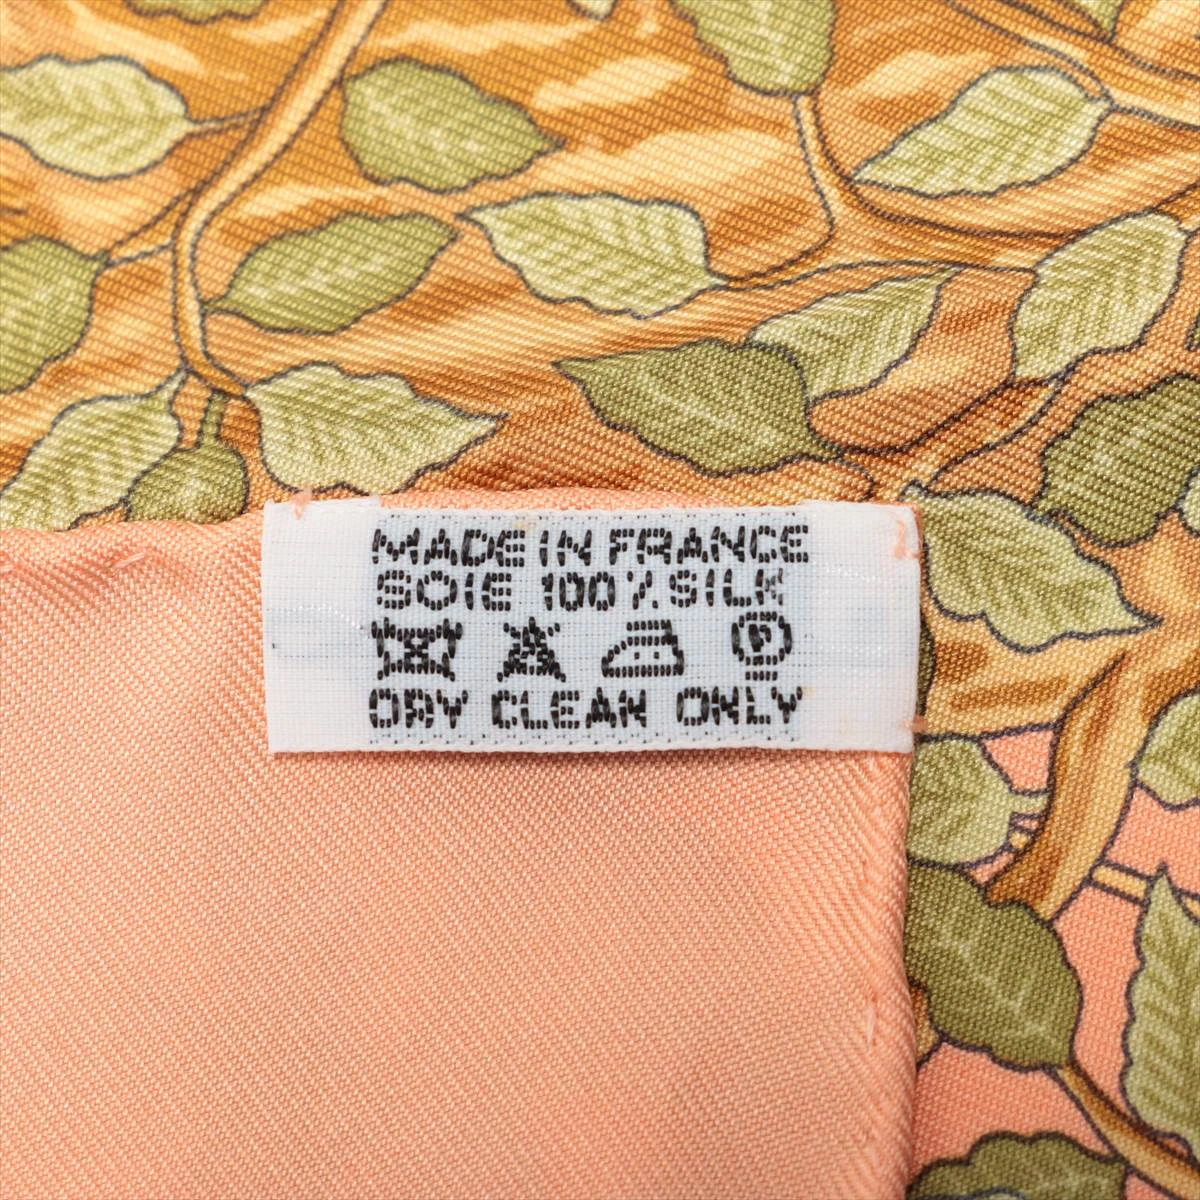 MADE IN FRANCE
SOIE 100% SILK
P
DRY CLEAN ONLY